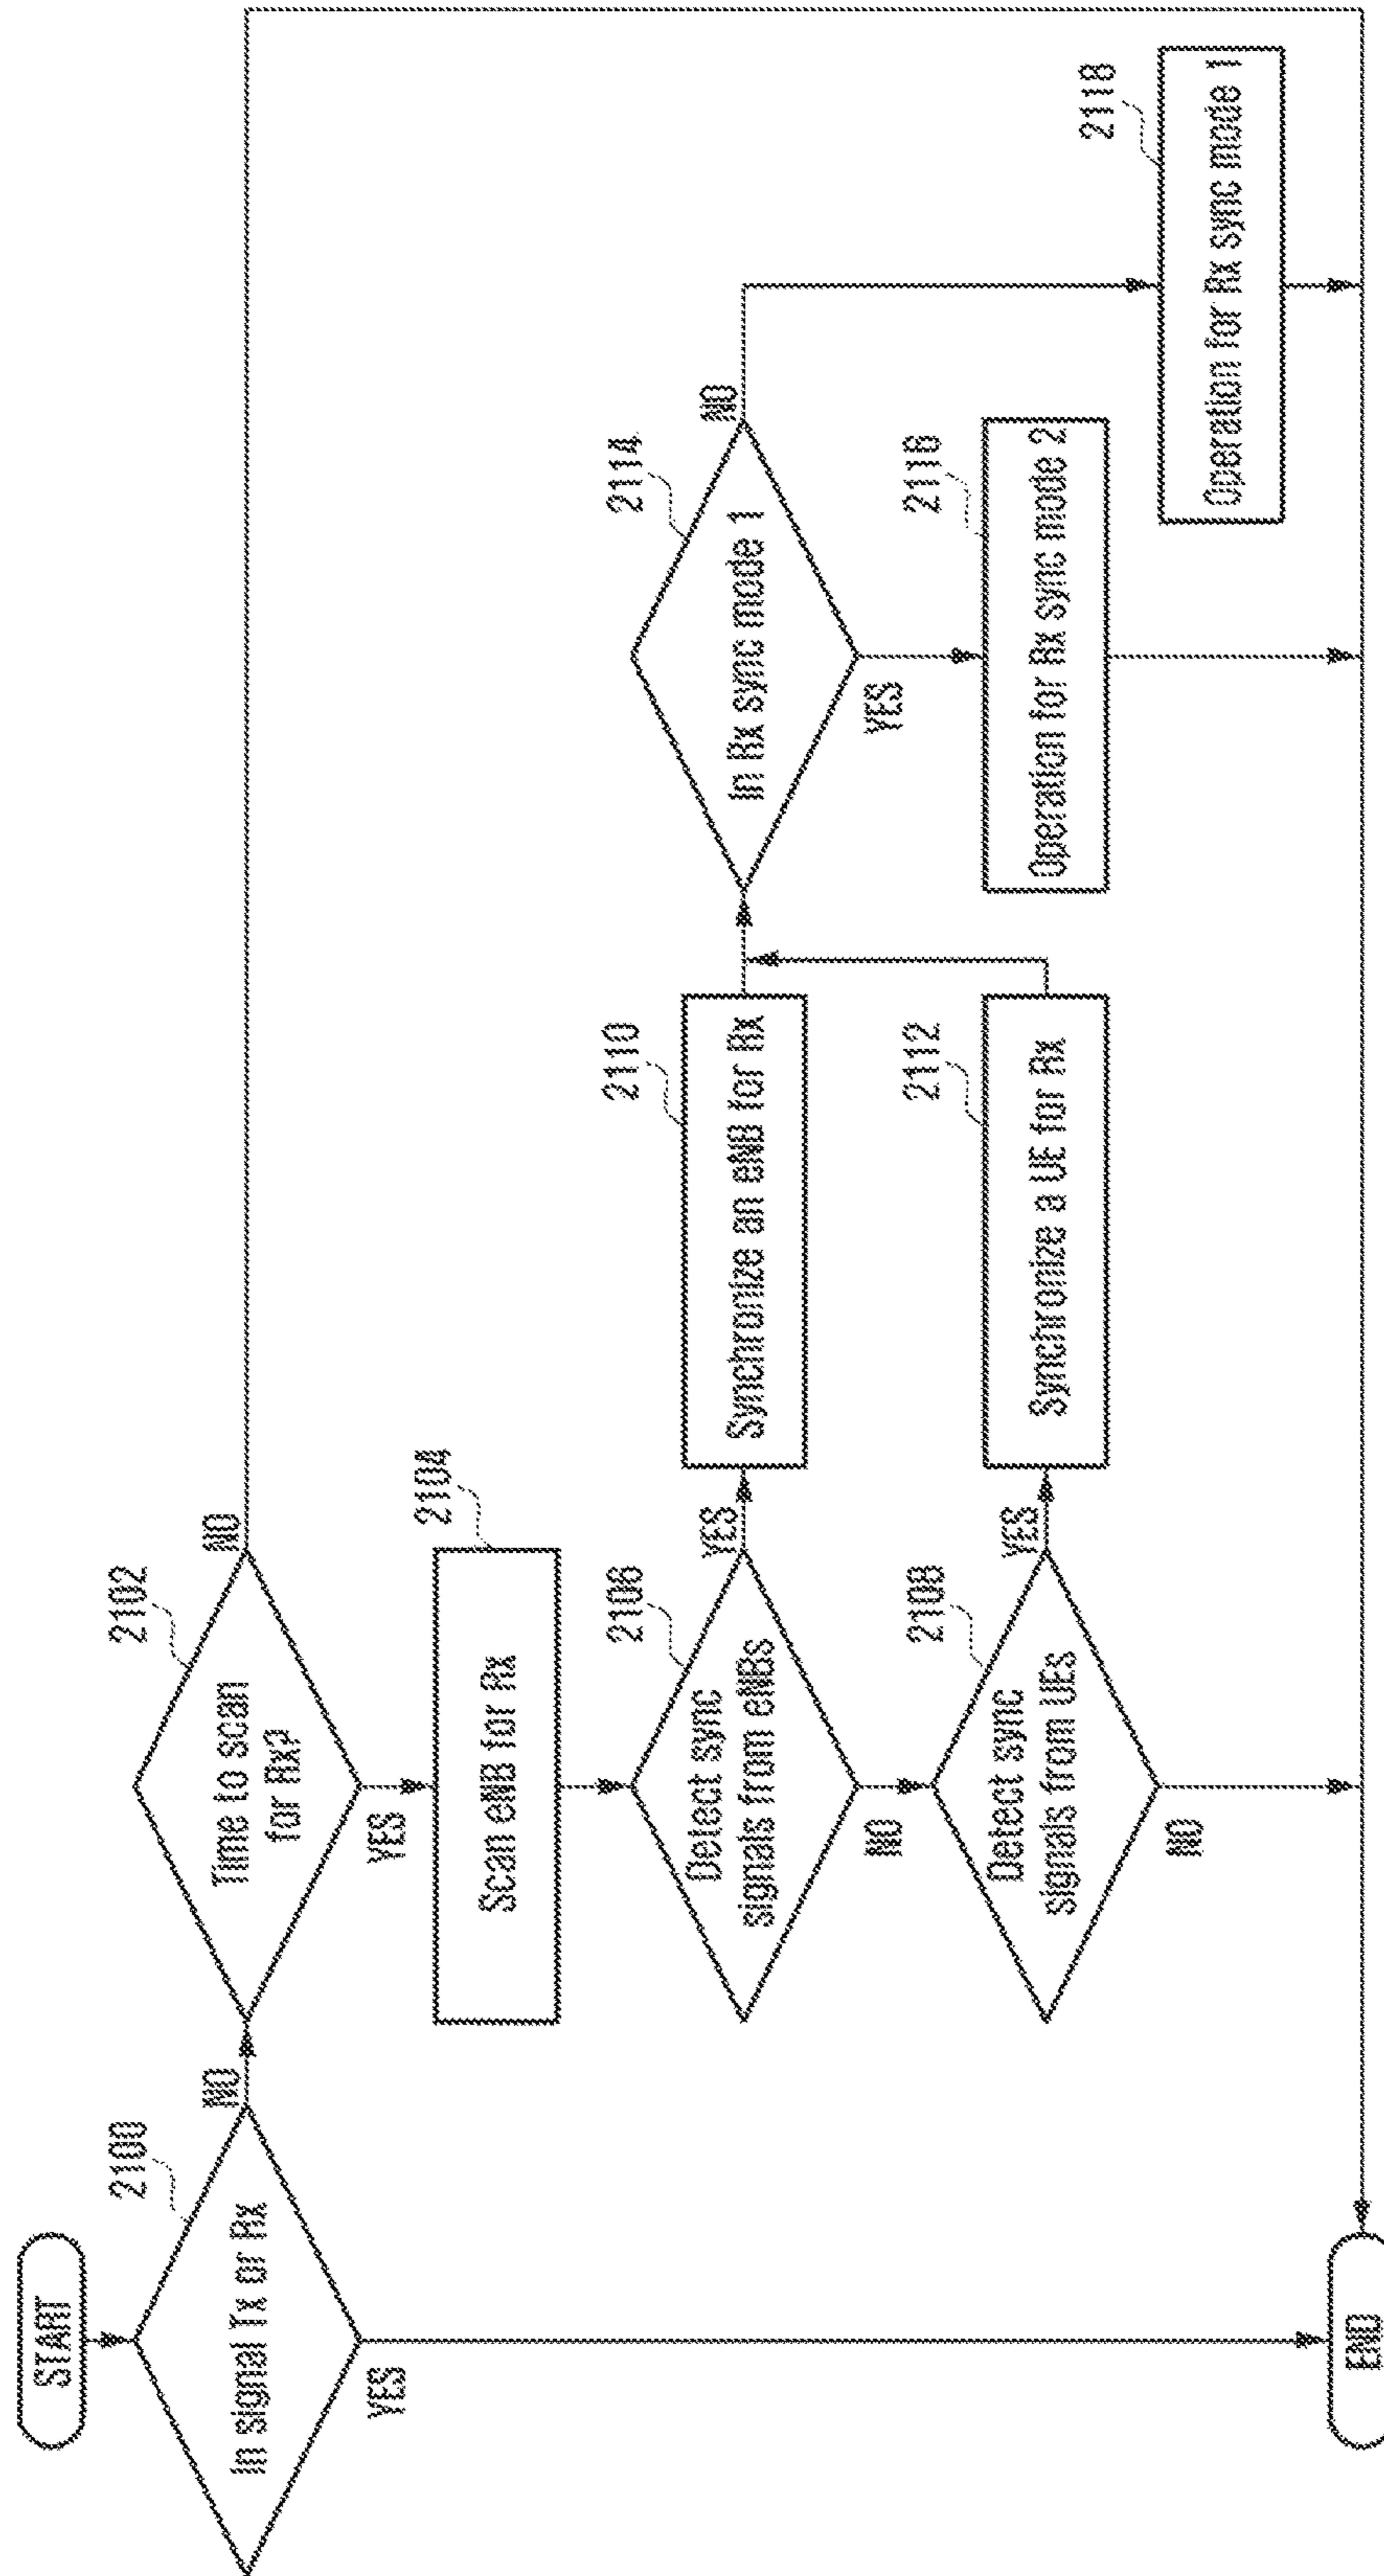 START
2100
In signal Tx or Rx
NO
YES
2102
Time to scan
for Rx?
NO
YES
2104
Scan eNB for Rx
2106
Detect sync
signals from eNBs
YES
NO
2108
Detect sync
signals from UEs
YES
NO
2110
Synchronize an eNB for Rx
2112
Synchronize a UE for Rx
2114
In Rx sync mode 1
NO
YES
2116
Operation for Rx sync mode 2
2118
Operation for Rx sync mode 1
END